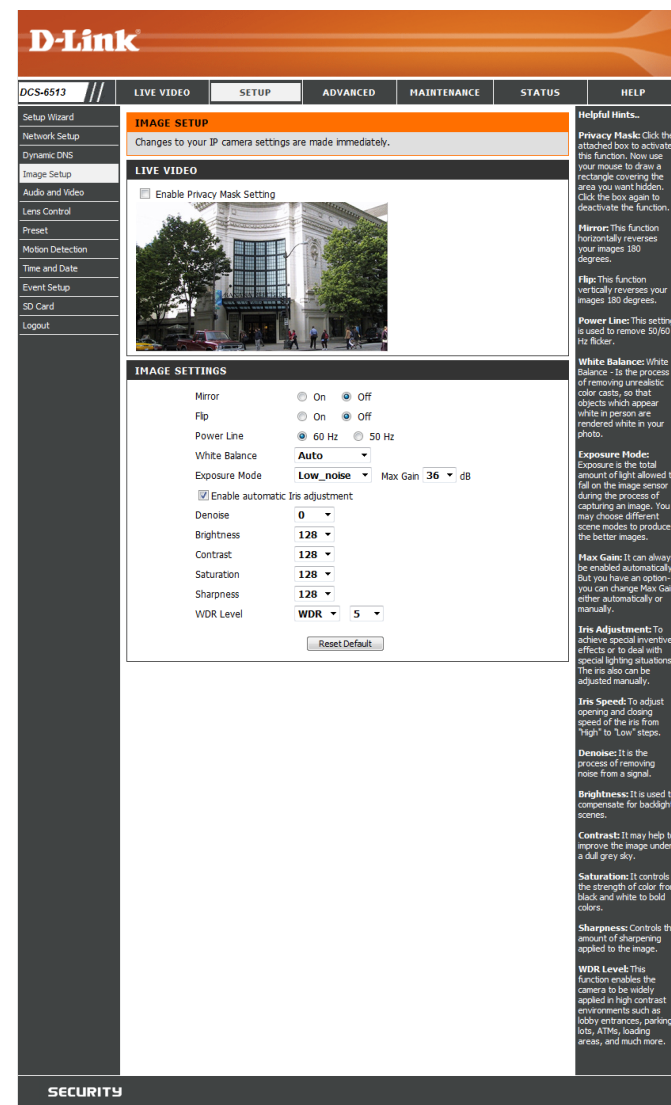 D-Link
DCS-6513 // LIVE VIDEO SETUP ADVANCED MAINTENANCE STATUS HELP
Setup Wizard
Network Setup
Dynamic DNS
Image Setup
Audio and Video
Lens Control
Preset
Motion Detection
Time and Date
Event Setup
SD Card
Logout
IMAGE SETUP
Changes to your IP camera settings are made immediately.
LIVE VIDEO
Enable Privacy Mask Setting
IMAGE SETTINGS
Mirror On Off
Flip On Off
Power Line 60 Hz 50 Hz
White Balance Auto
Exposure Mode Low_noise Max Gain 36 dB
Enable automatic Iris adjustment
Denoise 0
Brightness 128
Contrast 128
Saturation 128
Sharpness 128
WDR Level WDR 5
Reset Default
Helpful Hints..
Privacy Mask: Click the
attached box to activate
this function. Now use
your mouse to draw a
rectangle covering the
area you want hidden.
Click the box again to
deactivate the function.
Mirror: This function
horizontally reverses
your images 180
degrees.
Flip: This function
vertically reverses your
images 180 degrees.
Power Line: This setting
is used to remove 50/60
Hz flicker.
White Balance: White
Balance - Is the process
of removing unrealistic
color casts, so that
objects which appear
white in person are
rendered white in your
photo.
Exposure Mode:
Exposure is the total
amount of light allowed t
fall on the image sensor
during the process of
capturing an image. You
may choose different
scene modes to produce
the better images.
Max Gain: It can alway
be enabled automatically
But you have an option-
you can change Max Gai
either automatically or
manually.
Iris Adjustment: To
achieve special inventive
effects or to deal with
special lighting situations
The iris also can be
adjusted manually.
Iris Speed: To adjust
opening and closing
speed of the iris from
"High" to "Low" steps.
Denoise: It is the
process of removing
noise from a signal.
Brightness: It is used t
compensate for backlight
scenes.
Contrast: It may help to
improve the image under
a dull grey sky.
Saturation: It controls
the strength of color fro
black and white to bold
colors.
Sharpness: Controls th
amount of sharpening
applied to the image.
WDR Level: This
function enables the
camera to be widely
applied in high contrast
environments such as
lobby entrances, parking
lots, ATMs, loading
areas, and much more.
SECURITY